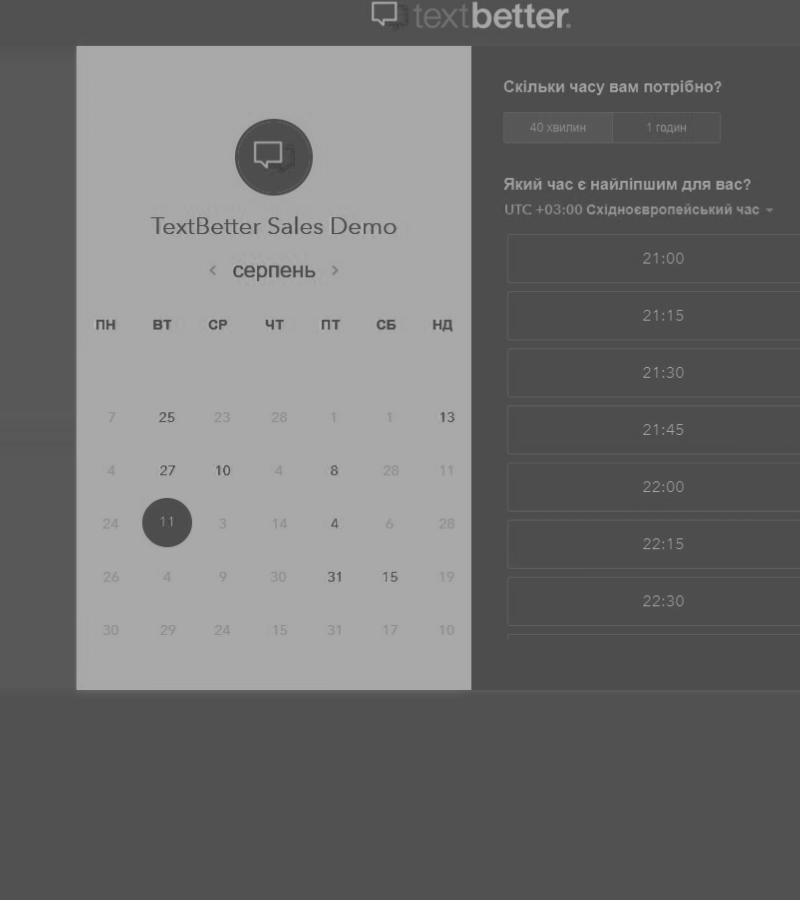 textbetter.
TextBetter Sales Demo
< серпень >
ПН ВТ СР ЧТ ПТ СБ НД
7 25 23 28 1 1 13
4 27 10 4 8 28 11
24 11 3 14 4 6 28
26 4 9 30 31 15 19
30 29 24 15 31 17 10
Скільки часу вам потрібно?
40 хвилин 1 годин
Який час є найліпшим для вас?
UTC +03:00 Східноєвропейський час
21:00
21:15
21:30
21:45
22:00
22:15
22:30